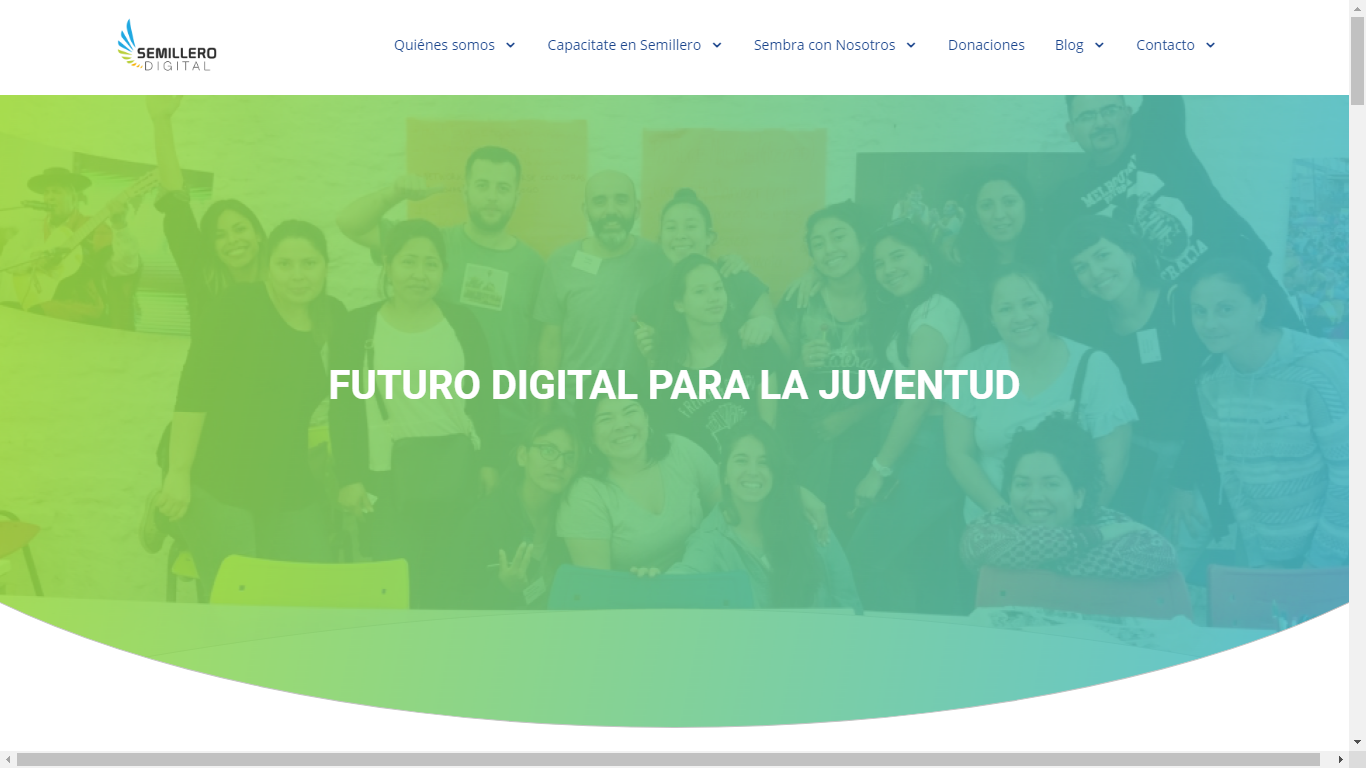 SEMILLERO
DIGITAL
Quiénes somos
Capacitate en Semillero
Sembra con Nosotros
Donaciones
Blog
Contacto
FUTURO DIGITAL PARA LA JUVENTUD